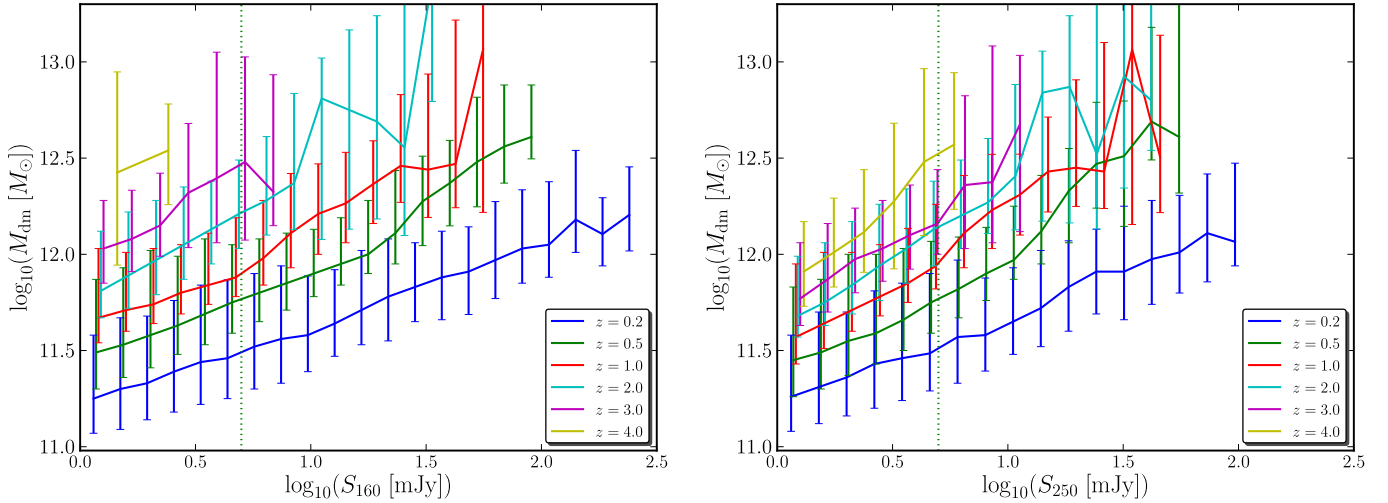 log₁₀(M_dm [M_⊙])
13.0
12.5
12.0
11.5
11.0
0.0 0.5 1.0 1.5 2.0 2.5
log₁₀(S₁₆₀ [mJy])
z = 0.2
z = 0.5
z = 1.0
z = 2.0
z = 3.0
z = 4.0
log₁₀(M_dm [M_⊙])
13.0
12.5
12.0
11.5
11.0
0.0 0.5 1.0 1.5 2.0 2.5
log₁₀(S₂₅₀ [mJy])
z = 0.2
z = 0.5
z = 1.0
z = 2.0
z = 3.0
z = 4.0